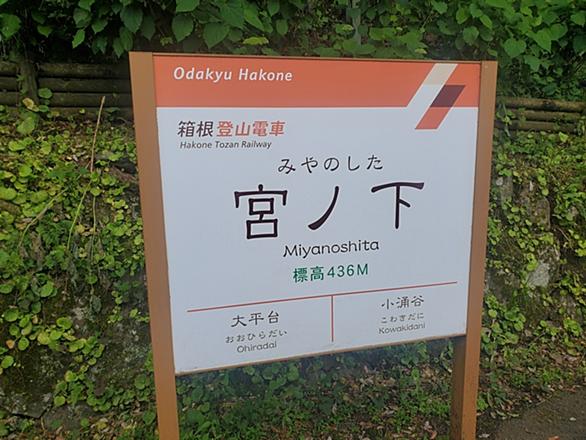 Odakyu Hakone
箱根登山電車
Hakone Tozan Railway
みやのした
宮ノ下
Miyanoshita
標高436M
大平台
おおひらだい
Ohiradai
小涌谷
こわきだに
Kowakidani